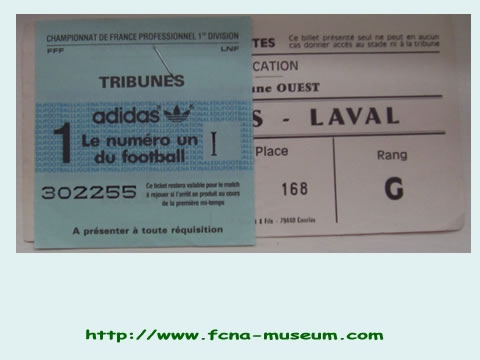 CHAMPIONNAT DE FRANCE PROFESSIONNEL 1re DIVISION
FFF LNF
TRIBUNES
adidas
1 Le numéro un
du football I
302255
Ce ticket restera valable pour le match
à rejouer si l'arrêt se produit au cours
de la première mi-temps
A présenter à toute réquisition
TES
Ce billet présenté seul ne peut en aucun
cas donner accès au stade ni à la tribune
CATION
une OUEST
S - LAVAL
Place Rang
168 G
& Fils - 79440 Courlay
http://www.fcna-museum.com